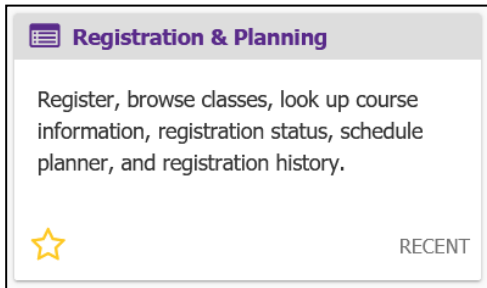 Registration & Planning
Register, browse classes, look up course
information, registration status, schedule
planner, and registration history.
RECENT